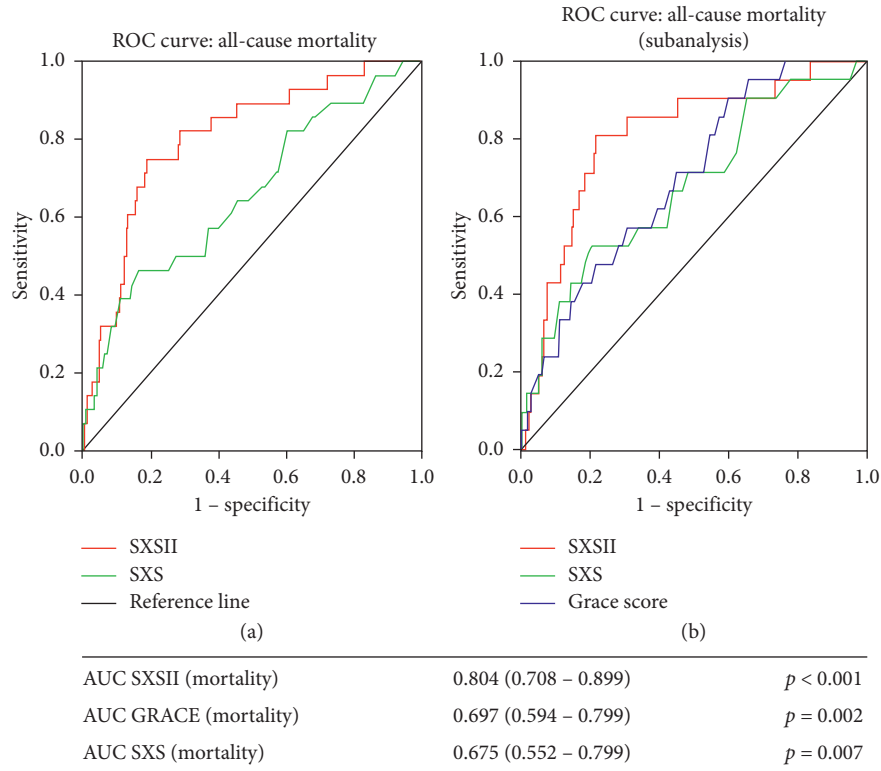 ROC curve: all-cause mortality
1.0
0.8
0.6
0.4
0.2
0.0
Sensitivity
0.0 0.2 0.4 0.6 0.8 1.0
1 – specificity
SXSII
SXS
Reference line
(a)
ROC curve: all-cause mortality
(subanalysis)
1.0
0.8
0.6
0.4
0.2
0.0
Sensitivity
0.0 0.2 0.4 0.6 0.8 1.0
1 – specificity
SXSII
SXS
Grace score
(b)
AUC SXSII (mortality) 0.804 (0.708 – 0.899) p < 0.001
AUC GRACE (mortality) 0.697 (0.594 – 0.799) p = 0.002
AUC SXS (mortality) 0.675 (0.552 – 0.799) p = 0.007